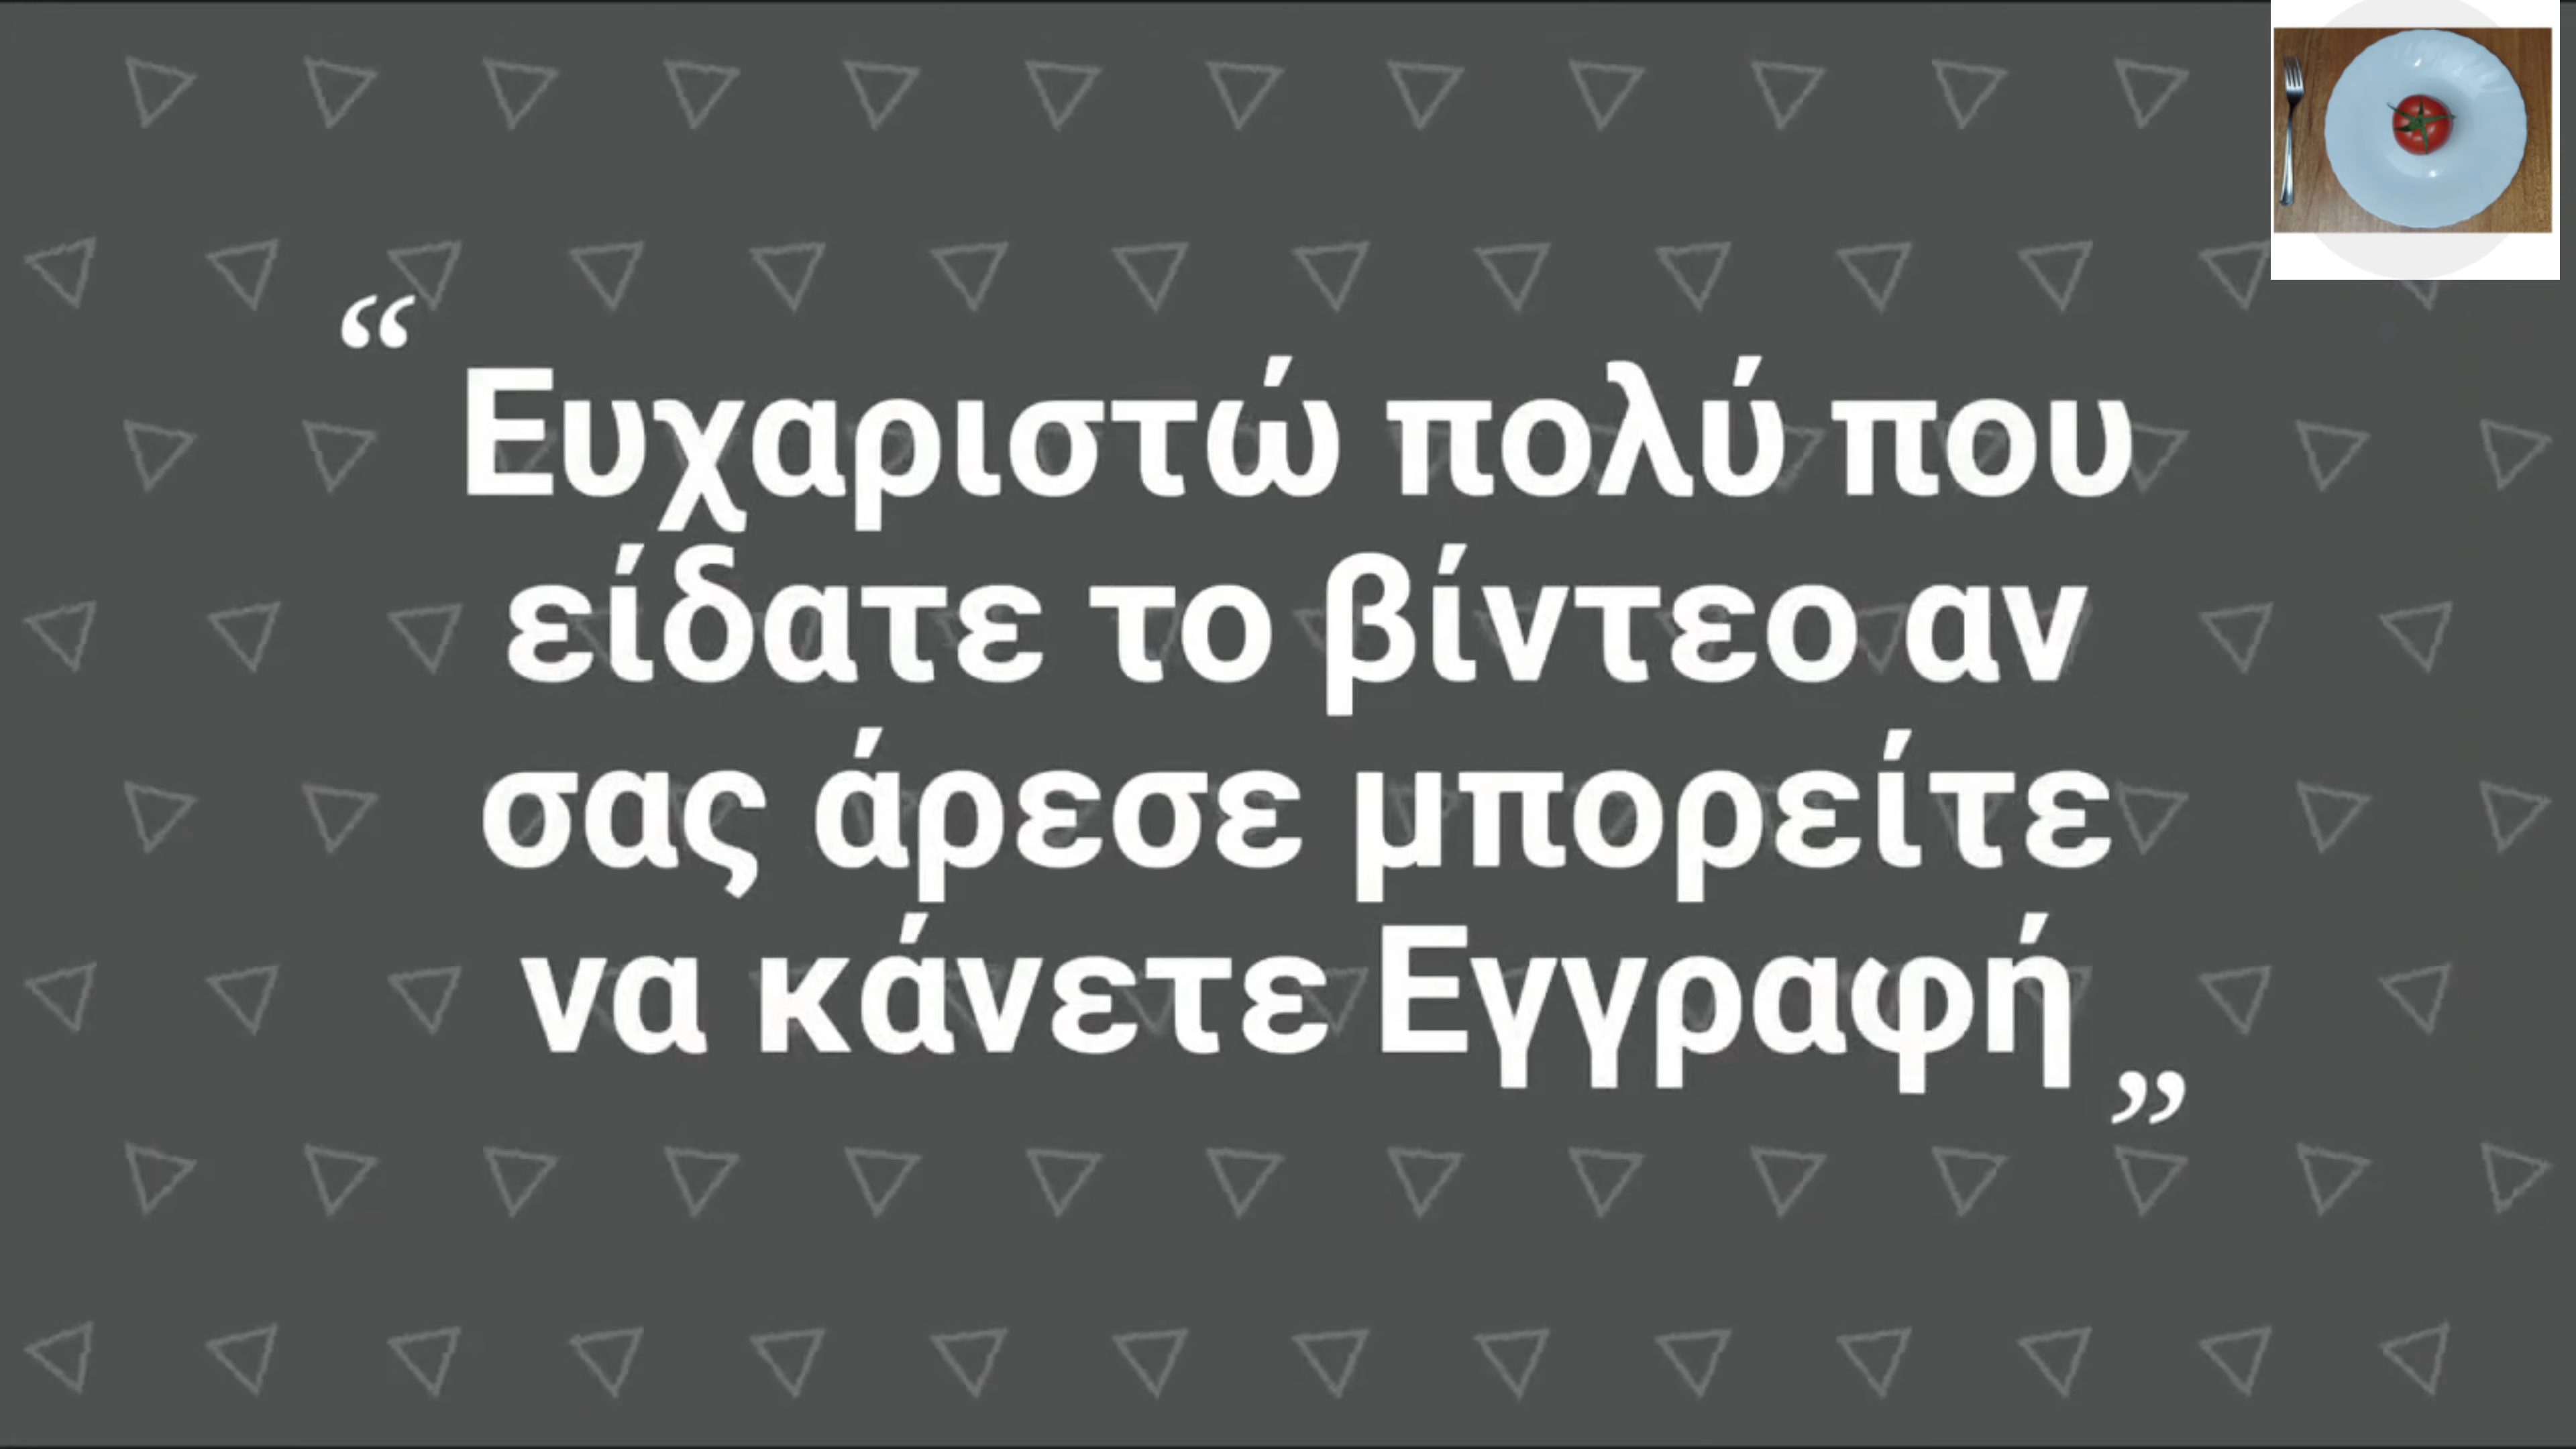 “
Ευχαριστώ πολύ που
είδατε το βίντεο αν
σας άρεσε μπορείτε
να κάνετε Εγγραφή
”